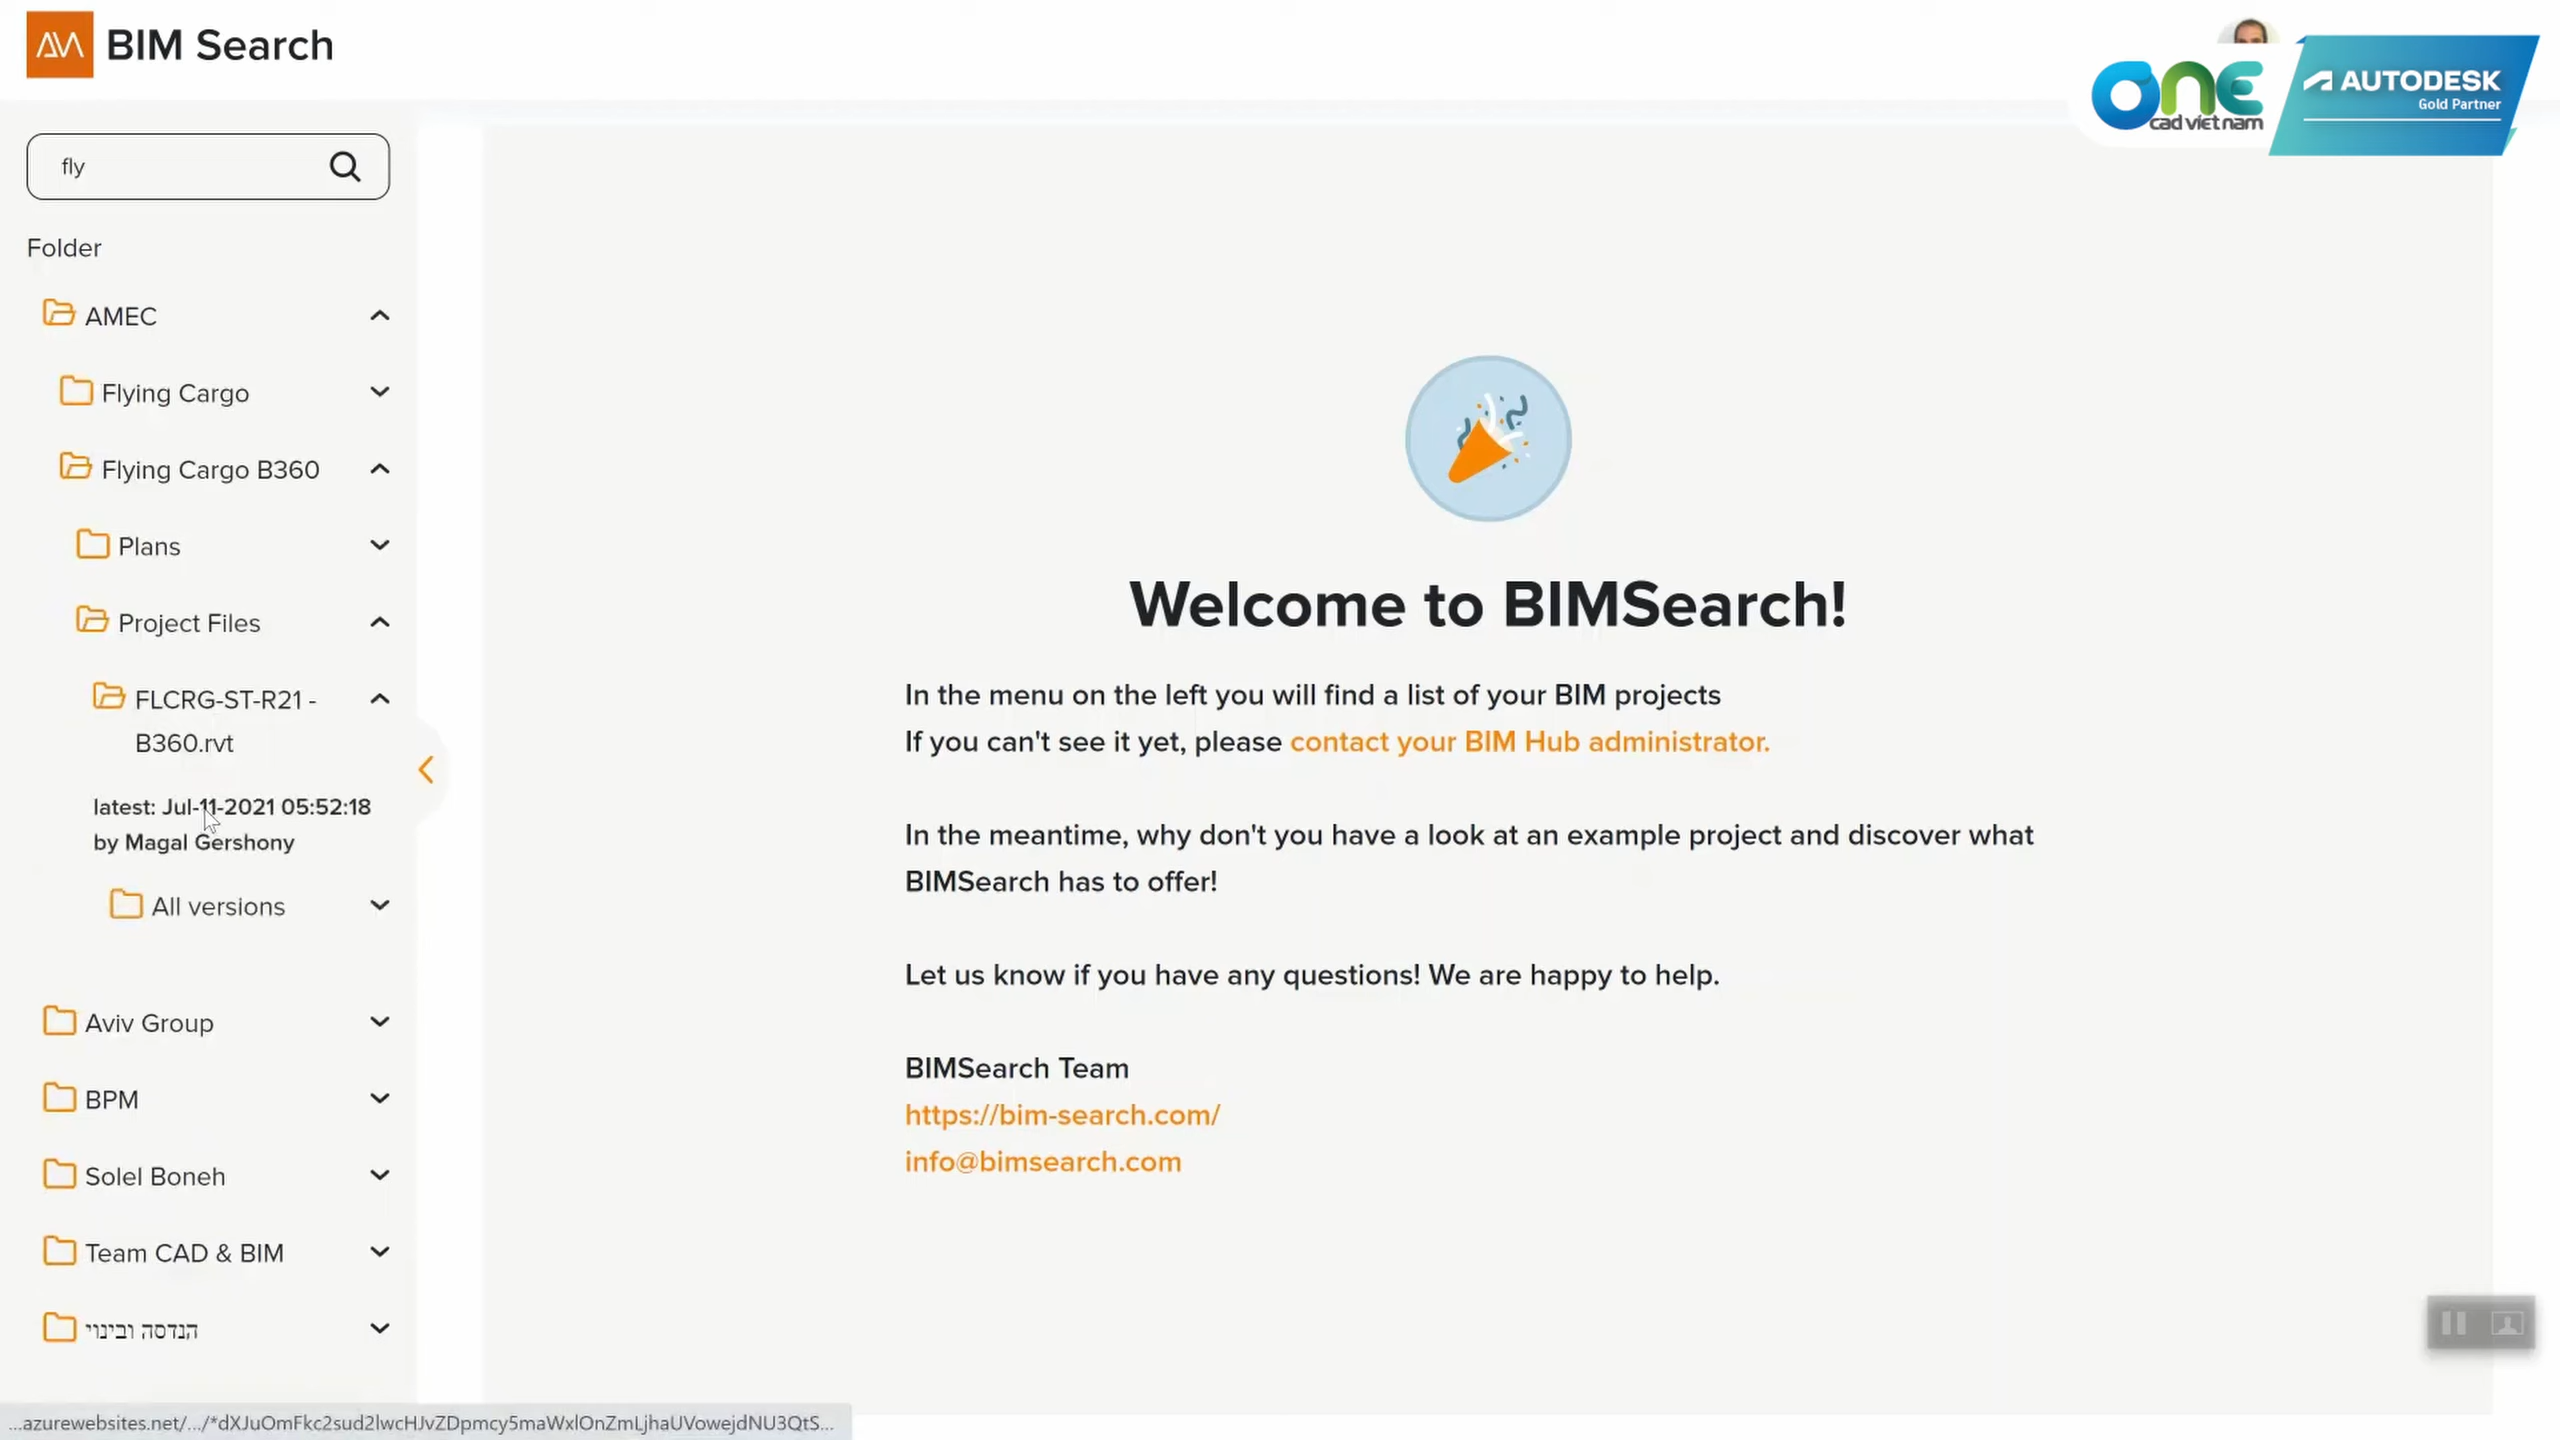 BIM Search
one
cad việt nam
AUTODESK
Gold Partner
fly
Folder
AMEC
Flying Cargo
Flying Cargo B360
Plans
Project Files
FLCRG-ST-R21 -
B360.rvt
latest: Jul-11-2021 05:52:18
by Magal Gershony
All versions
Aviv Group
BPM
Solel Boneh
Team CAD & BIM
הנדסה ובינוי
Welcome to BIMSearch!
In the menu on the left you will find a list of your BIM projects
If you can't see it yet, please contact your BIM Hub administrator.
In the meantime, why don't you have a look at an example project and discover what
BIMSearch has to offer!
Let us know if you have any questions! We are happy to help.
BIMSearch Team
https://bim-search.com/
info@bimsearch.com
...azurewebsites.net/.../*dXJuOmFkc2sud2lwcHJvZDpmcy5maWxlOnZmLjhaUVowejdNU3QtS...